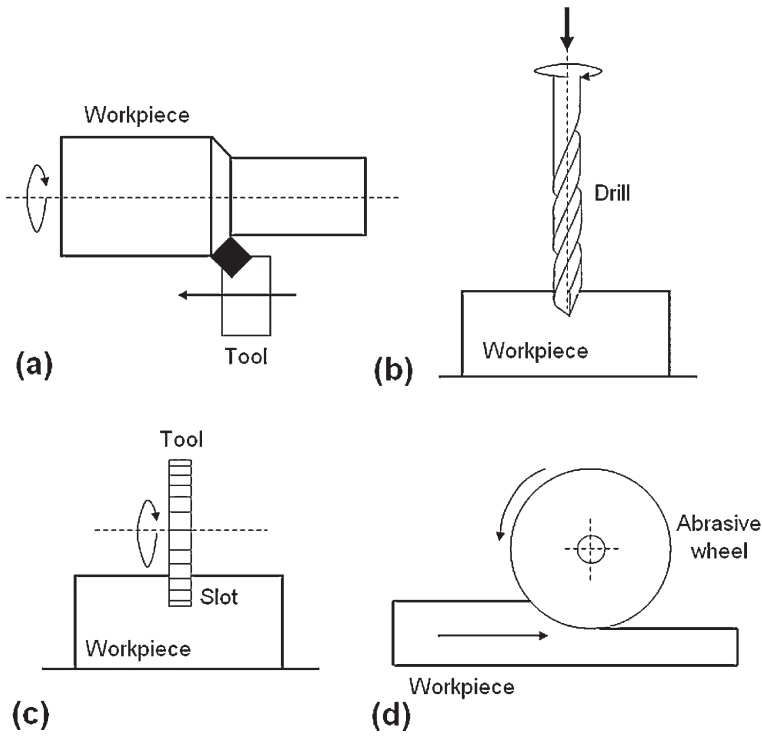 Workpiece
Tool
(a)
Drill
Workpiece
(b)
Tool
Slot
Workpiece
(c)
Abrasive
wheel
Workpiece
(d)